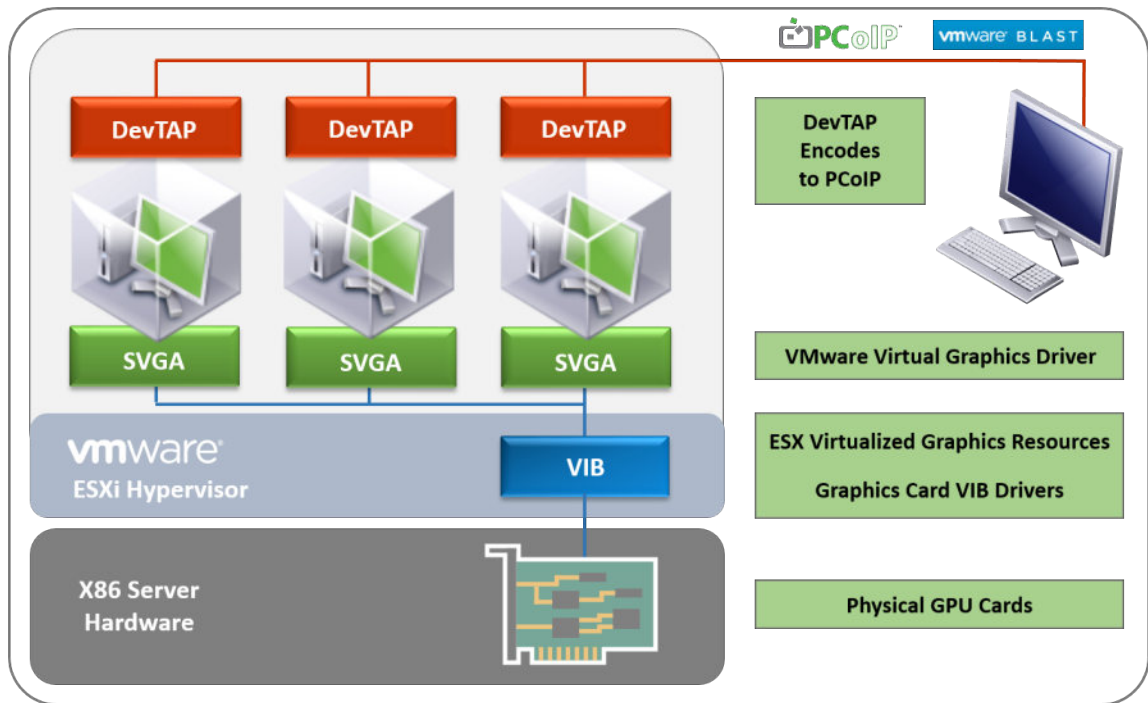 PCoIP™
vmware® BLAST
DevTAP
DevTAP
DevTAP
DevTAP
Encodes
to PCoIP
SVGA
SVGA
SVGA
VMware Virtual Graphics Driver
vmware®
ESXi Hypervisor
VIB
ESX Virtualized Graphics Resources
Graphics Card VIB Drivers
X86 Server
Hardware
Physical GPU Cards